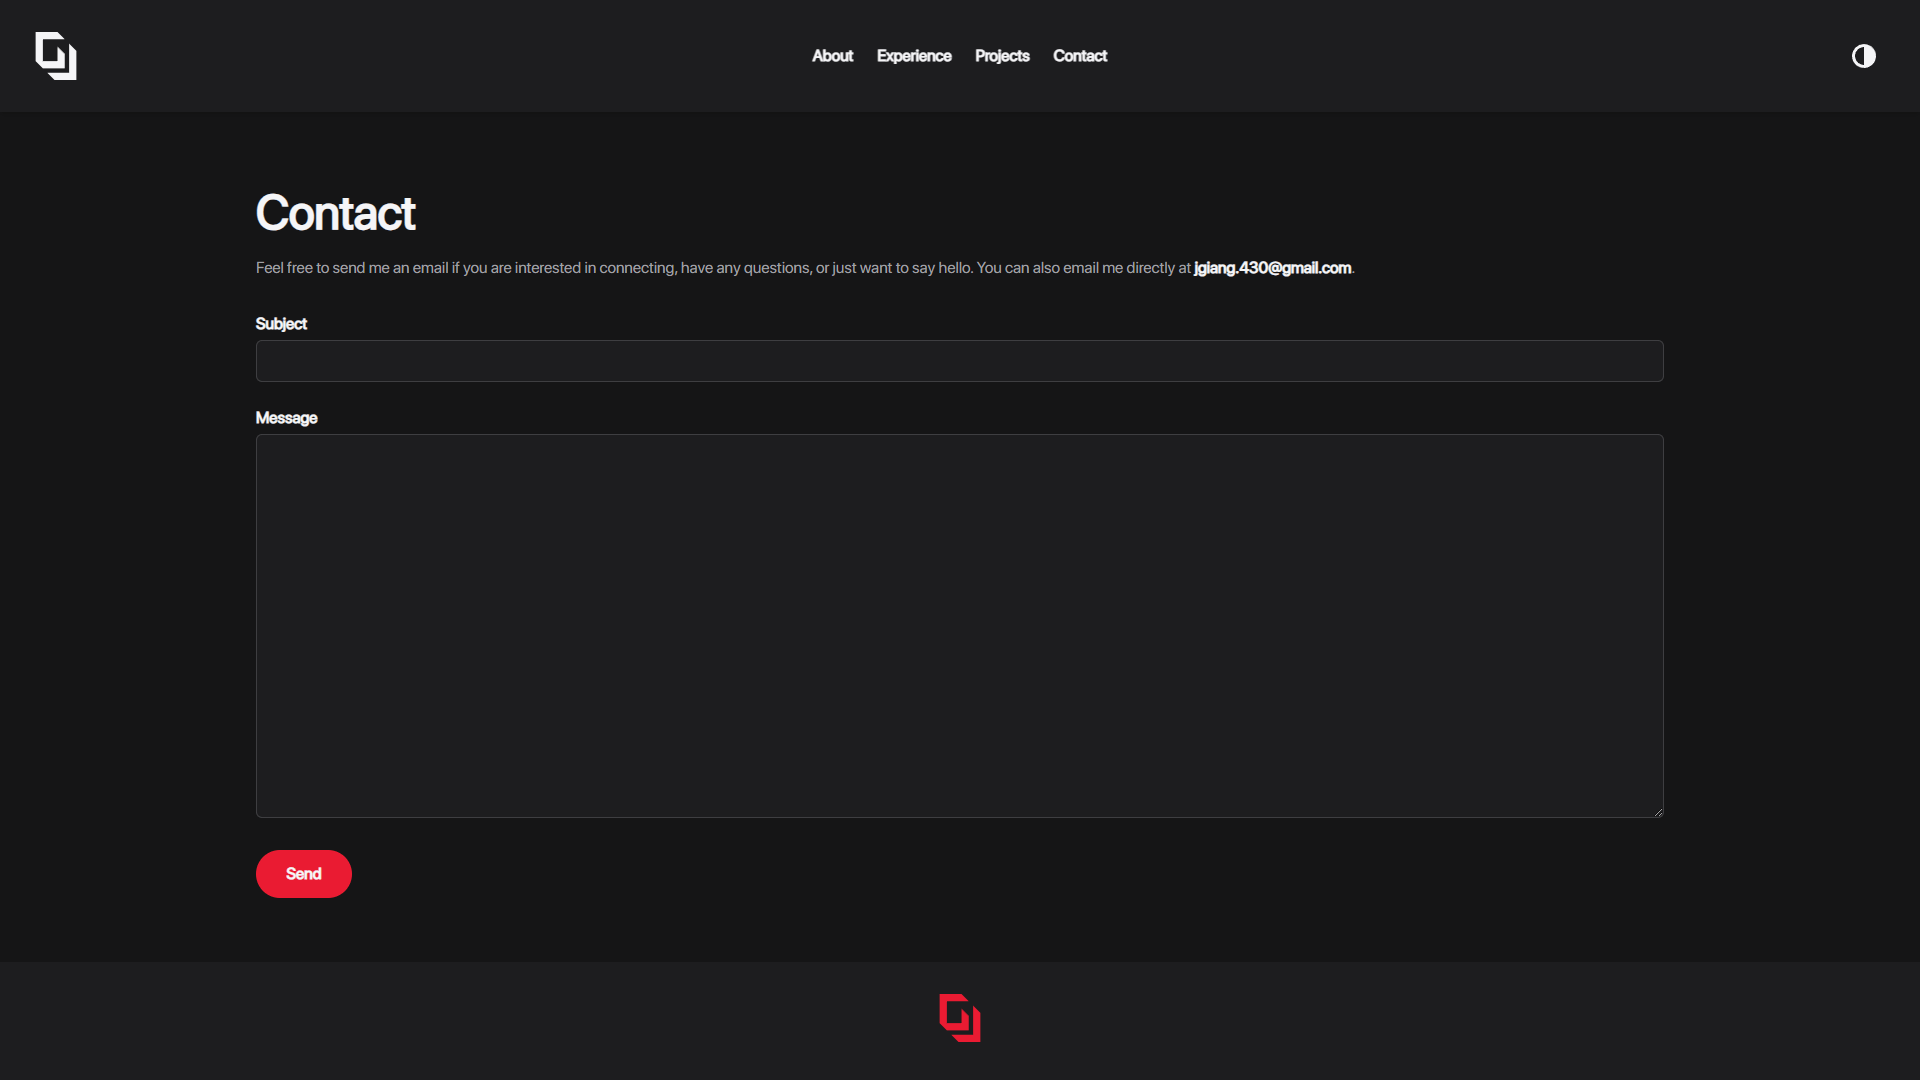 About Experience Projects Contact
Contact
Feel free to send me an email if you are interested in connecting, have any questions, or just want to say hello. You can also email me directly at jgiang.430@gmail.com.
Subject
Message
Send